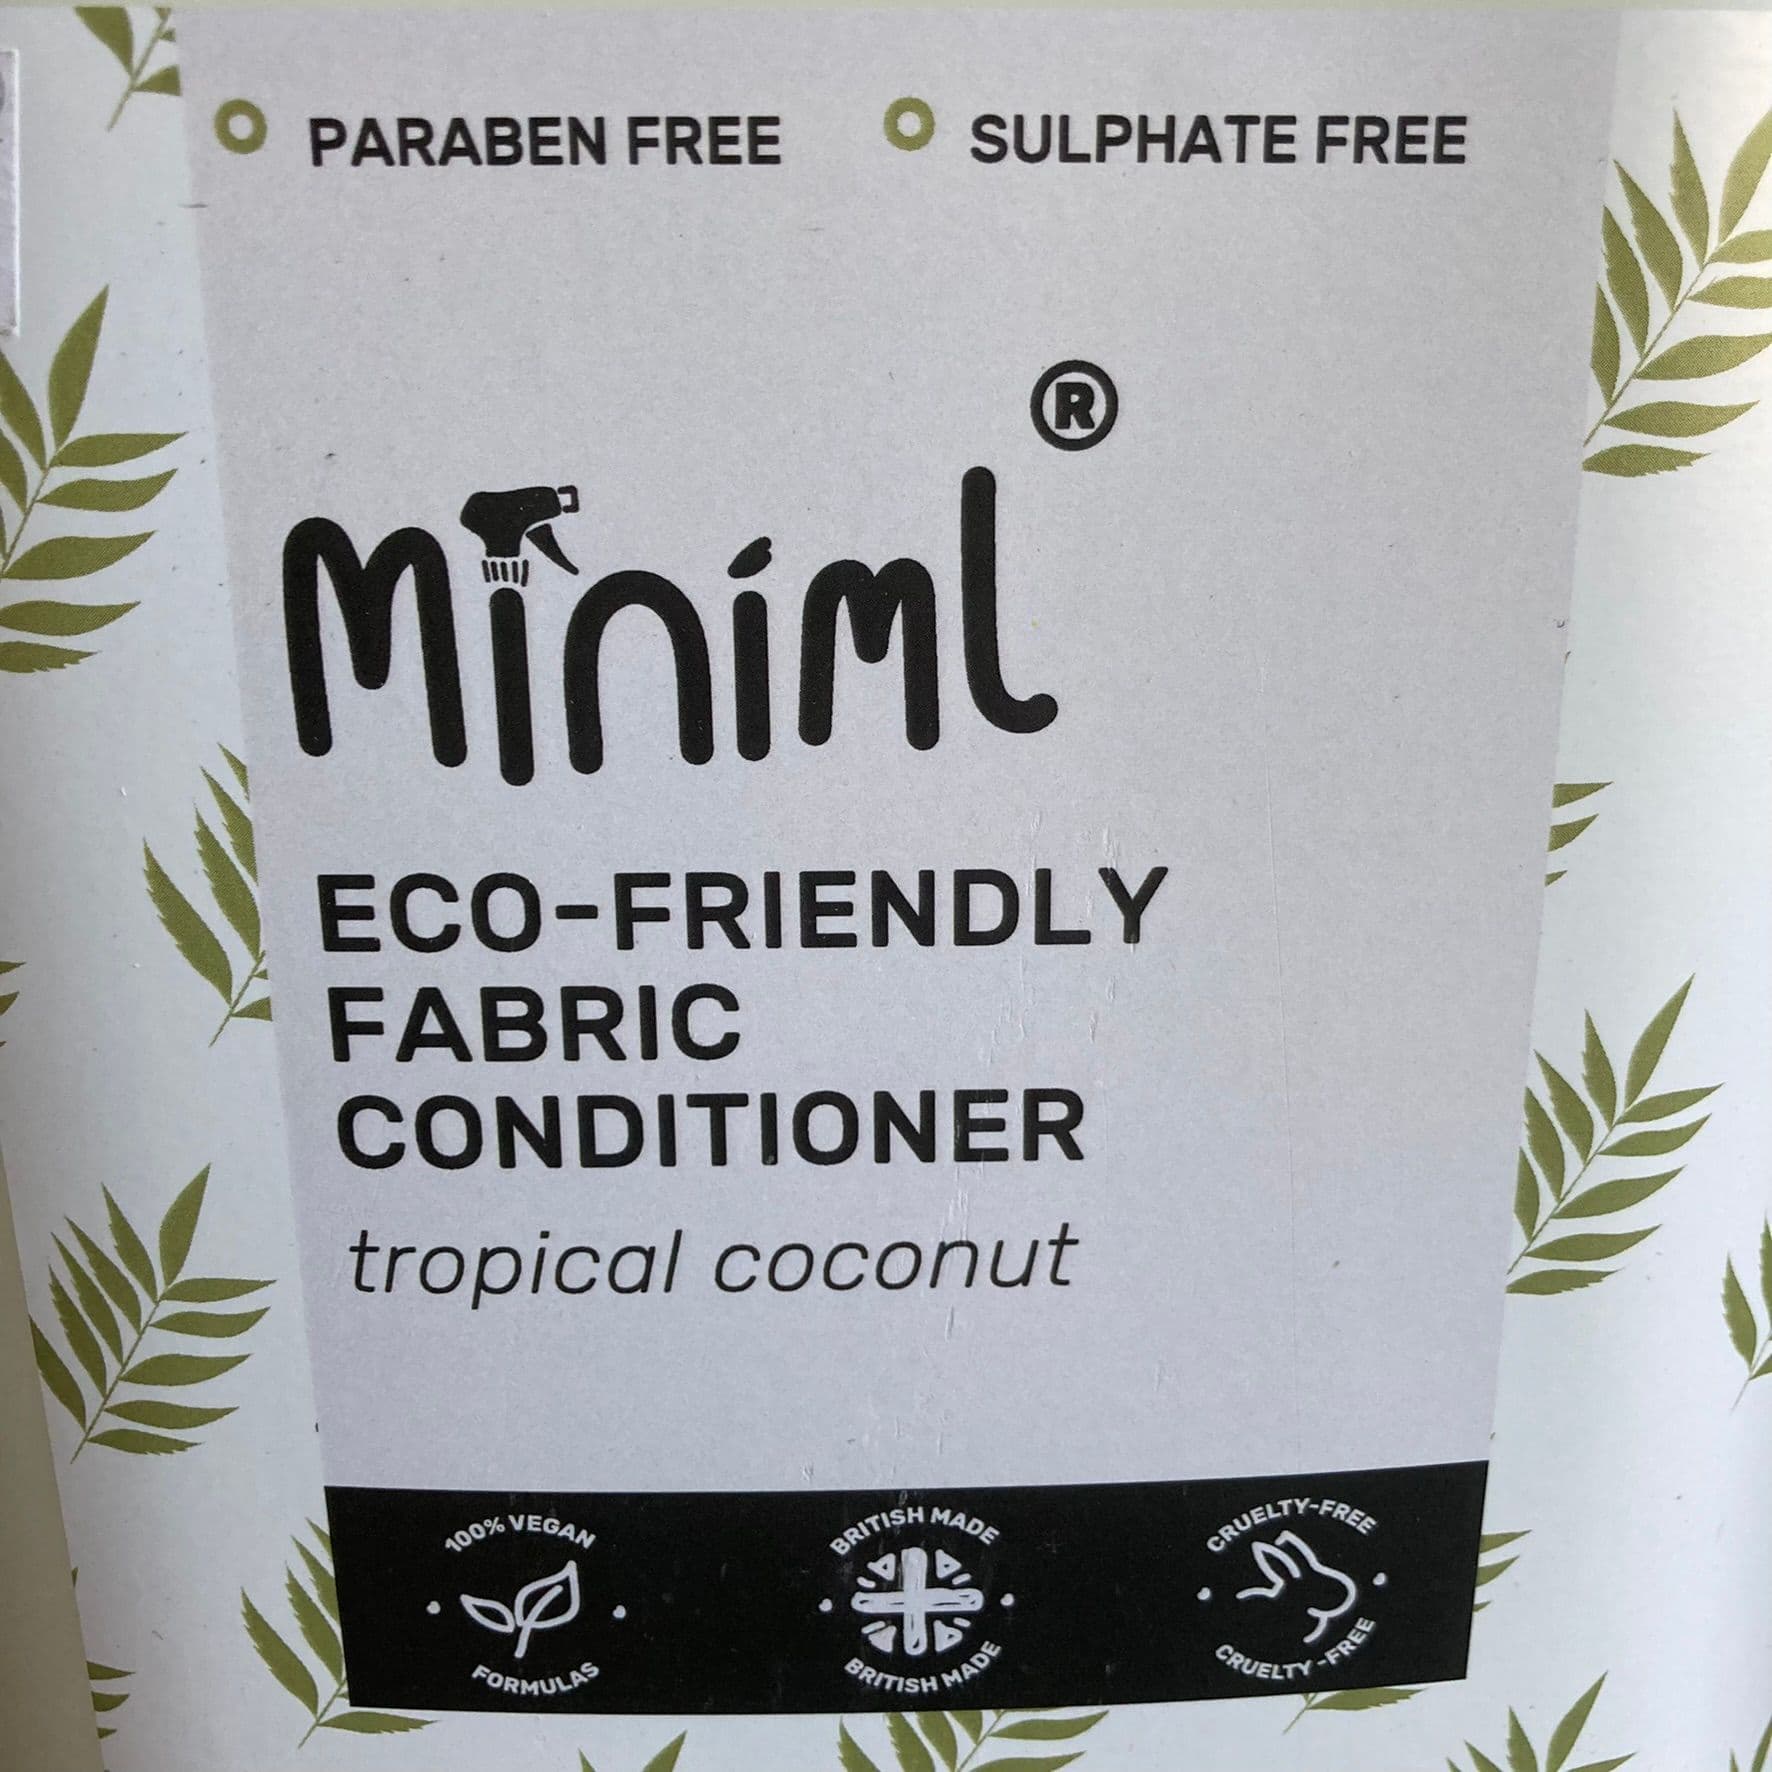 PARABEN FREE SULPHATE FREE
Miniml®
ECO-FRIENDLY
FABRIC
CONDITIONER
tropical coconut
100% VEGAN
FORMULAS
BRITISH MADE
BRITISH MADE
CRUELTY-FREE
CRUELTY-FREE